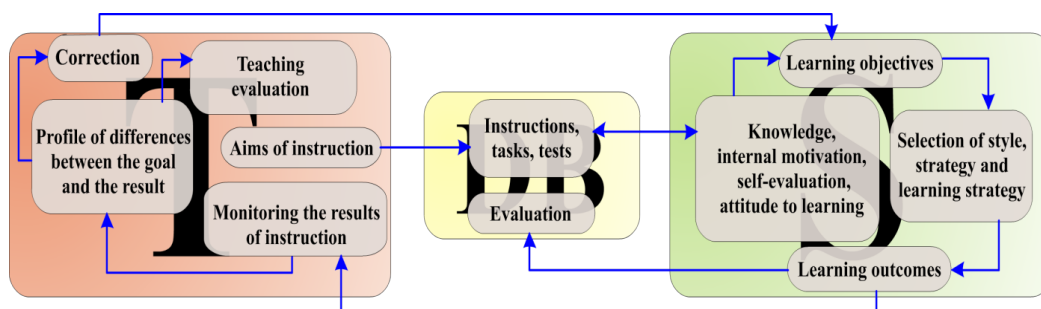 T
Correction
Teaching
evaluation
Profile of differences
between the goal
and the result
Aims of instruction
Monitoring the results
of instruction
DB
Instructions,
tasks, tests
Evaluation
S
Learning objectives
Knowledge,
internal motivation,
self-evaluation,
attitude to learning
Selection of style,
strategy and
learning strategy
Learning outcomes